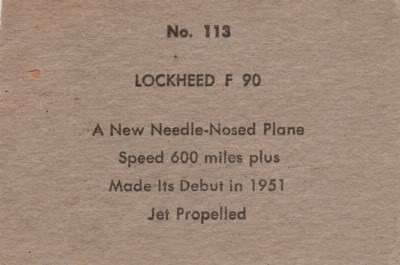 No. 113
LOCKHEED F 90
A New Needle-Nosed Plane
Speed 600 miles plus
Made Its Debut in 1951
Jet Propelled